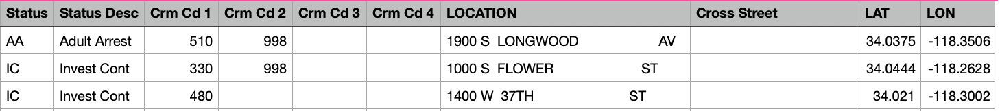 Status Status Desc Crm Cd 1 Crm Cd 2 Crm Cd 3 Crm Cd 4 LOCATION Cross Street LAT LON
AA Adult Arrest 510 998 1900 S LONGWOOD AV 34.0375 -118.3506
IC Invest Cont 330 998 1000 S FLOWER ST 34.0444 -118.2628
IC Invest Cont 480 1400 W 37TH ST 34.021 -118.3002